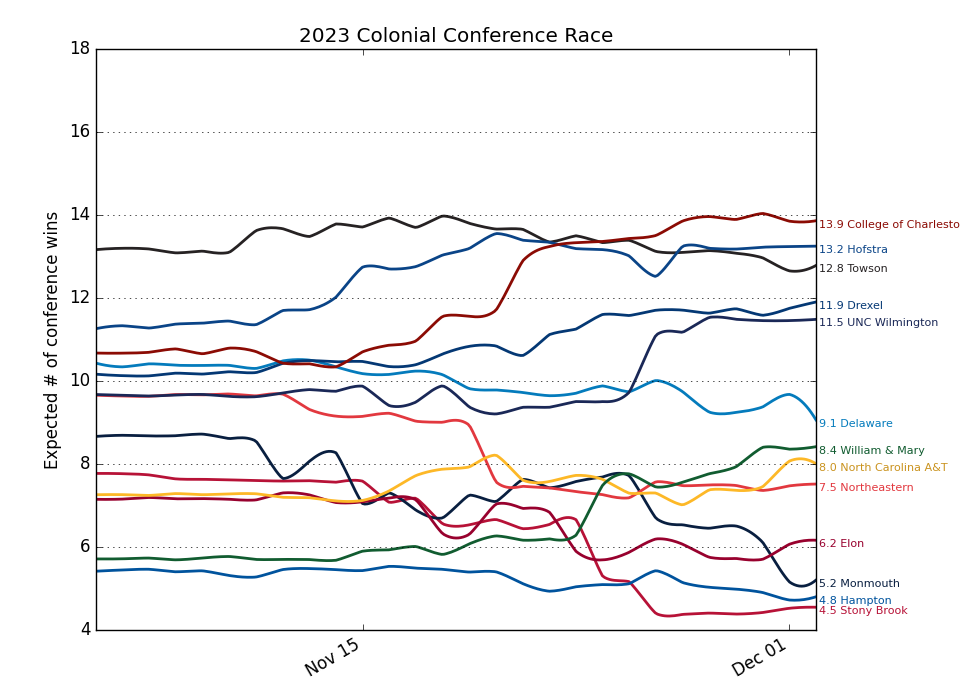 2023 Colonial Conference Race
Expected # of conference wins
18
16
14
12
10
8
6
4
Nov 15
Dec 01
13.9 College of Charlesto
13.2 Hofstra
12.8 Towson
11.9 Drexel
11.5 UNC Wilmington
9.1 Delaware
8.4 William & Mary
8.0 North Carolina A&T
7.5 Northeastern
6.2 Elon
5.2 Monmouth
4.8 Hampton
4.5 Stony Brook